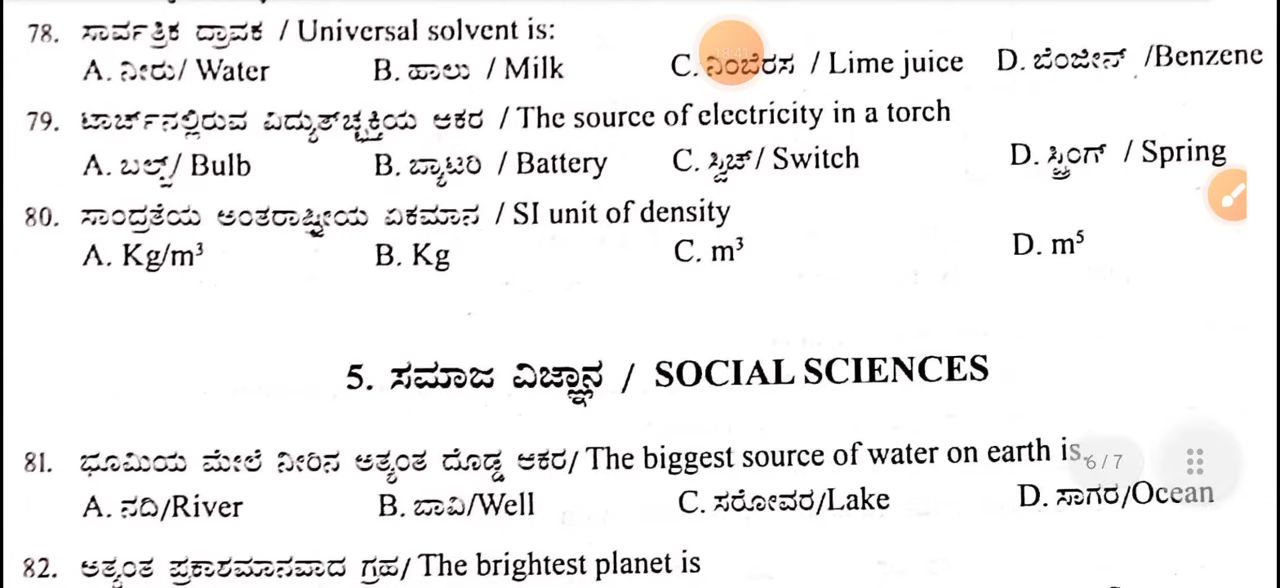 78. ಸಾರ್ವತ್ರಿಕ ದ್ರಾವಕ / Universal solvent is:
A. ನೀರು/ Water B. ಹಾಲು / Milk C. ನಿಂಬೆರಸ / Lime juice D. ಬೆಂಜೀನ್ /Benzene
79. ಟಾರ್ಚ್‌ನಲ್ಲಿರುವ ವಿದ್ಯುತ್‌ಚ್ಛಕ್ತಿಯ ಆಕರ / The source of electricity in a torch
A. ಬಲ್ಬ್/ Bulb B. ಬ್ಯಾಟರಿ / Battery C. ಸ್ವಿಚ್/ Switch D. ಸ್ಪ್ರಿಂಗ್ / Spring
80. ಸಾಂದ್ರತೆಯ ಅಂತರಾಷ್ಟ್ರೀಯ ಏಕಮಾನ / SI unit of density
A. Kg/m³ B. Kg C. m³ D. m⁵
5. ಸಮಾಜ ವಿಜ್ಞಾನ / SOCIAL SCIENCES
81. ಭೂಮಿಯ ಮೇಲೆ ನೀರಿನ ಅತ್ಯಂತ ದೊಡ್ಡ ಆಕರ/ The biggest source of water on earth is.
6/7
A. ನದಿ/River B. ಬಾವಿ/Well C. ಸರೋವರ/Lake D. ಸಾಗರ/Ocean
82. ಅತ್ಯಂತ ಪ್ರಕಾಶಮಾನವಾದ ಗ್ರಹ/ The brightest planet is